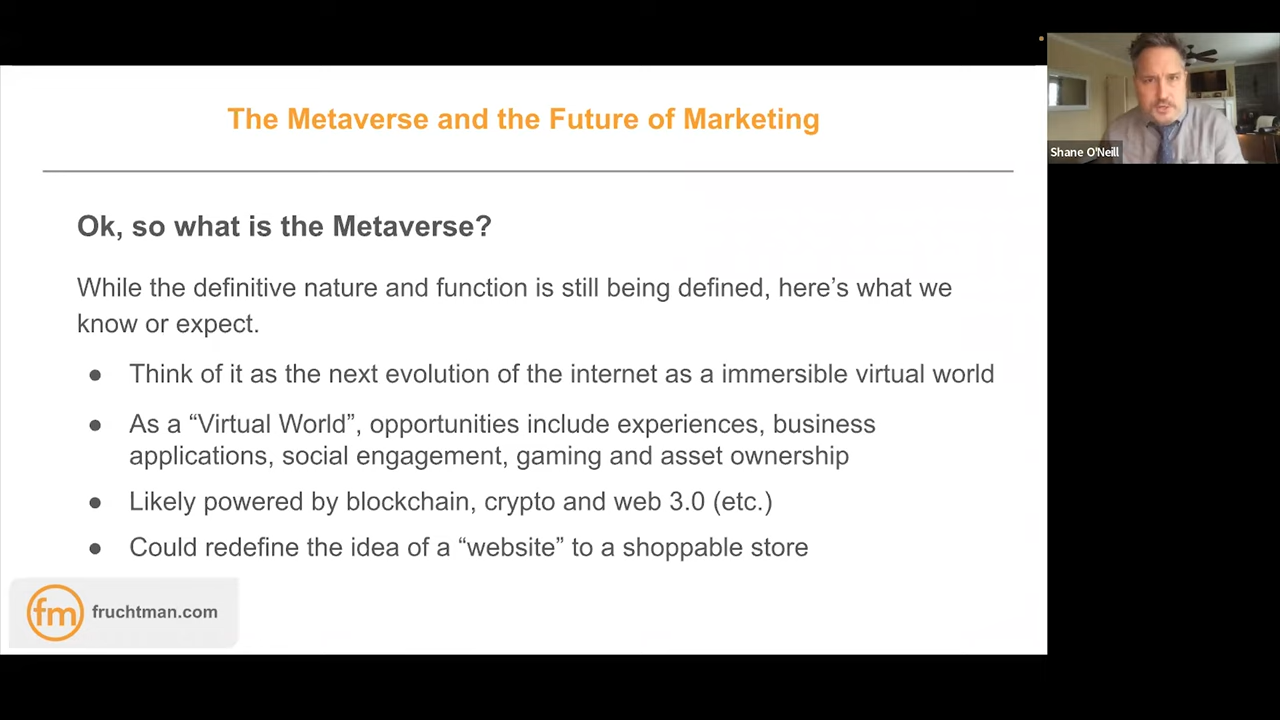 The Metaverse and the Future of Marketing
Shane O'Neill
Ok, so what is the Metaverse?
While the definitive nature and function is still being defined, here’s what we
know or expect.
● Think of it as the next evolution of the internet as a immersible virtual world
● As a “Virtual World”, opportunities include experiences, business
applications, social engagement, gaming and asset ownership
● Likely powered by blockchain, crypto and web 3.0 (etc.)
● Could redefine the idea of a “website” to a shoppable store
fm fruchtman.com